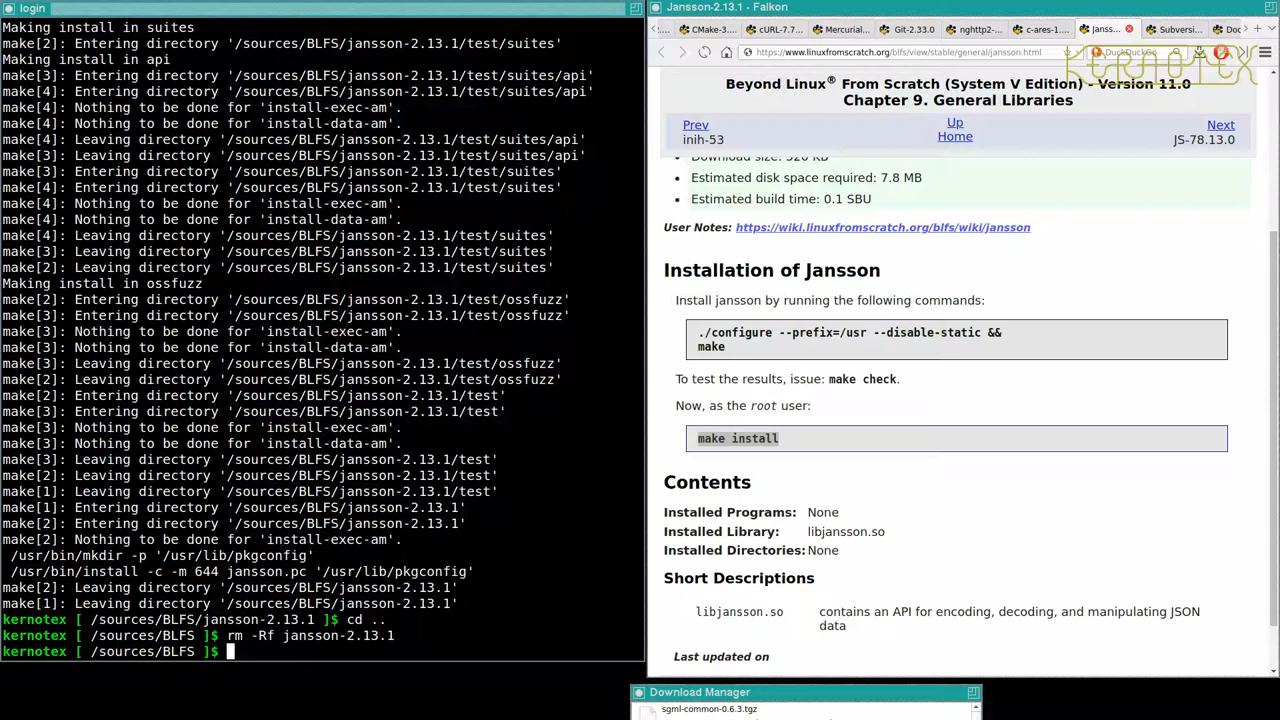 login
Making install in suites
make[2]: Entering directory '/sources/BLFS/jansson-2.13.1/test/suites'
Making install in api
make[3]: Entering directory '/sources/BLFS/jansson-2.13.1/test/suites/api'
make[4]: Entering directory '/sources/BLFS/jansson-2.13.1/test/suites/api'
make[4]: Nothing to be done for 'install-exec-am'.
make[4]: Nothing to be done for 'install-data-am'.
make[4]: Leaving directory '/sources/BLFS/jansson-2.13.1/test/suites/api'
make[3]: Leaving directory '/sources/BLFS/jansson-2.13.1/test/suites/api'
make[3]: Entering directory '/sources/BLFS/jansson-2.13.1/test/suites'
make[4]: Entering directory '/sources/BLFS/jansson-2.13.1/test/suites'
make[4]: Nothing to be done for 'install-exec-am'.
make[4]: Nothing to be done for 'install-data-am'.
make[4]: Leaving directory '/sources/BLFS/jansson-2.13.1/test/suites'
make[3]: Leaving directory '/sources/BLFS/jansson-2.13.1/test/suites'
make[2]: Leaving directory '/sources/BLFS/jansson-2.13.1/test/suites'
Making install in ossfuzz
make[2]: Entering directory '/sources/BLFS/jansson-2.13.1/test/ossfuzz'
make[3]: Entering directory '/sources/BLFS/jansson-2.13.1/test/ossfuzz'
make[3]: Nothing to be done for 'install-exec-am'.
make[3]: Nothing to be done for 'install-data-am'.
make[3]: Leaving directory '/sources/BLFS/jansson-2.13.1/test/ossfuzz'
make[2]: Leaving directory '/sources/BLFS/jansson-2.13.1/test/ossfuzz'
make[2]: Entering directory '/sources/BLFS/jansson-2.13.1/test'
make[3]: Entering directory '/sources/BLFS/jansson-2.13.1/test'
make[3]: Nothing to be done for 'install-exec-am'.
make[3]: Nothing to be done for 'install-data-am'.
make[3]: Leaving directory '/sources/BLFS/jansson-2.13.1/test'
make[2]: Leaving directory '/sources/BLFS/jansson-2.13.1/test'
make[1]: Leaving directory '/sources/BLFS/jansson-2.13.1/test'
make[1]: Entering directory '/sources/BLFS/jansson-2.13.1'
make[2]: Entering directory '/sources/BLFS/jansson-2.13.1'
make[2]: Nothing to be done for 'install-exec-am'.
/usr/bin/mkdir -p '/usr/lib/pkgconfig'
/usr/bin/install -c -m 644 jansson.pc '/usr/lib/pkgconfig'
make[2]: Leaving directory '/sources/BLFS/jansson-2.13.1'
make[1]: Leaving directory '/sources/BLFS/jansson-2.13.1'
kernotex [ /sources/BLFS/jansson-2.13.1 ]$ cd ..
kernotex [ /sources/BLFS ]$ rm -Rf jansson-2.13.1
kernotex [ /sources/BLFS ]$
Jansson-2.13.1 - Falkon
CMake-3.... cURL-7.7... Mercurial... Git-2.33.0 nghttp2-... c-ares-1.... Janss... Subversi... Doc
https://www.linuxfromscratch.org/blfs/view/stable/general/jansson.html DuckDuckGo
KERNOTEX
Beyond Linux® From Scratch (System V Edition) - Version 11.0
Chapter 9. General Libraries
Prev Up Next
inih-53 Home JS-78.13.0
Download size: 520 KB
Estimated disk space required: 7.8 MB
Estimated build time: 0.1 SBU
User Notes: https://wiki.linuxfromscratch.org/blfs/wiki/jansson
Installation of Jansson
Install jansson by running the following commands:
./configure --prefix=/usr --disable-static &&
make
To test the results, issue: make check.
Now, as the root user:
make install
Contents
Installed Programs: None
Installed Library: libjansson.so
Installed Directories: None
Short Descriptions
libjansson.so contains an API for encoding, decoding, and manipulating JSON
data
Last updated on
Download Manager
sgml-common-0.6.3.tgz